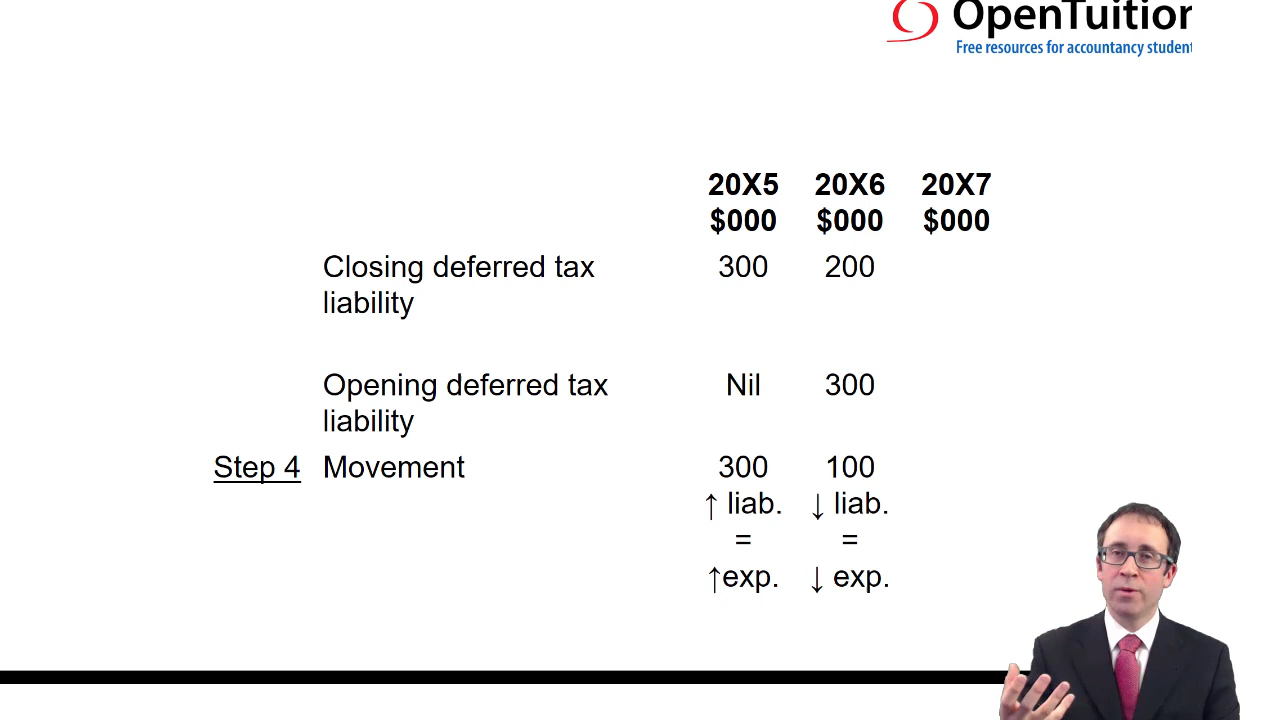 OpenTuition
Free resources for accountancy student
20X5 20X6 20X7
$000 $000 $000
Closing deferred tax 300 200
liability
Opening deferred tax Nil 300
liability
Step 4 Movement 300 100
↑ liab. ↓ liab.
= =
↑exp. ↓ exp.